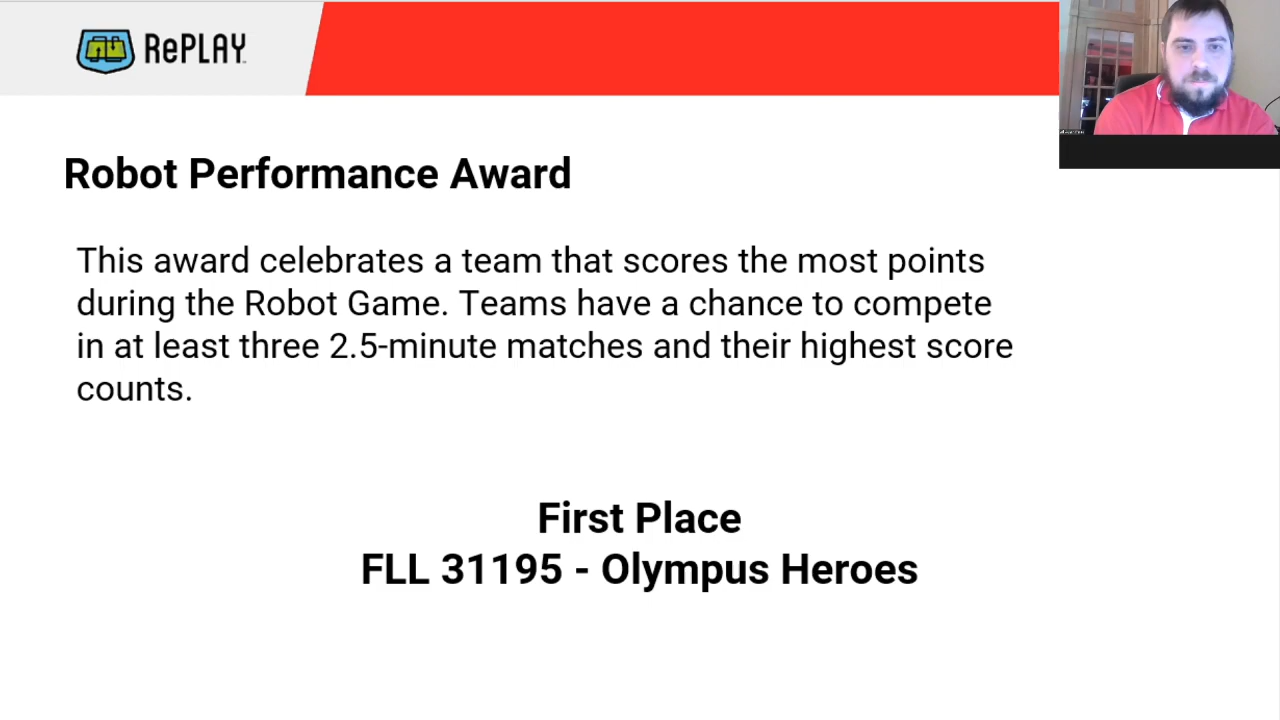 RePLAY
Robot Performance Award
This award celebrates a team that scores the most points
during the Robot Game. Teams have a chance to compete
in at least three 2.5-minute matches and their highest score
counts.
First Place
FLL 31195 - Olympus Heroes